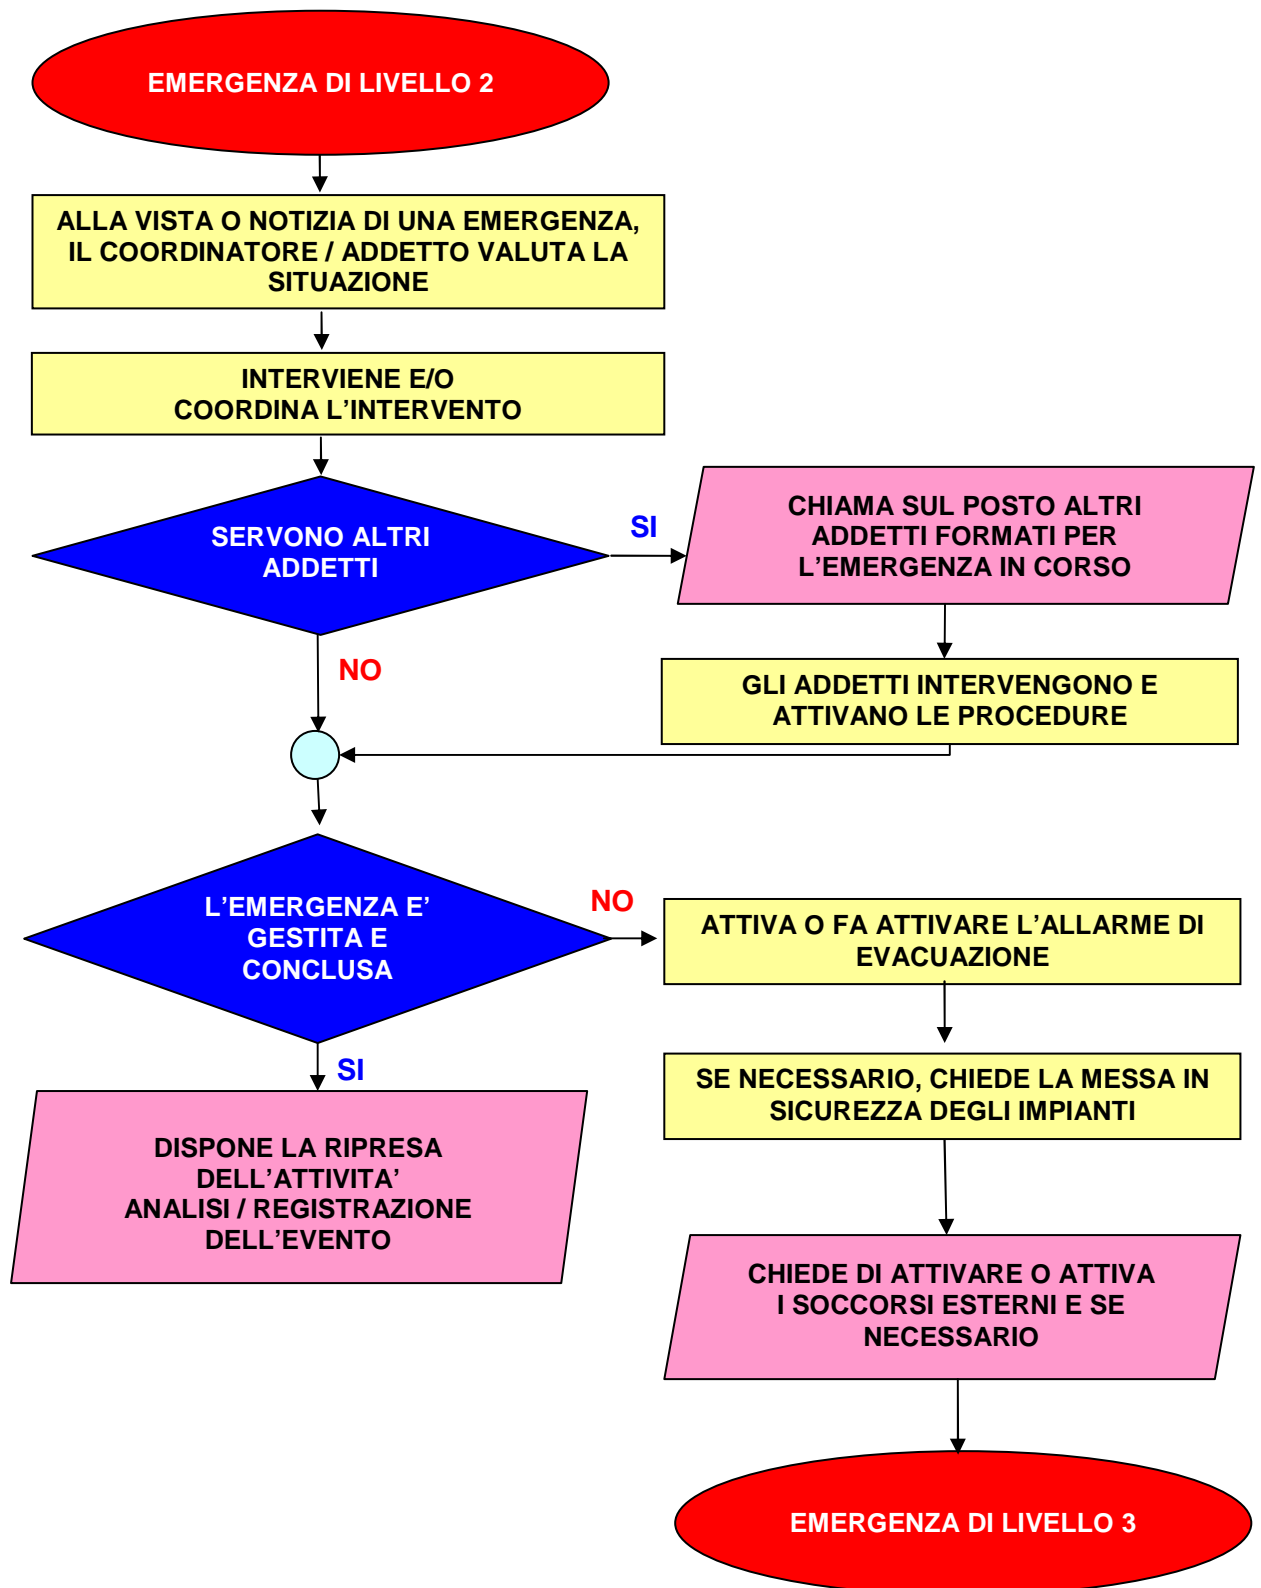 EMERGENZA DI LIVELLO 2
ALLA VISTA O NOTIZIA DI UNA EMERGENZA,
IL COORDINATORE / ADDETTO VALUTA LA
SITUAZIONE
INTERVIENE E/O
COORDINA L’INTERVENTO
SERVONO ALTRI
ADDETTI
SI
CHIAMA SUL POSTO ALTRI
ADDETTI FORMATI PER
L’EMERGENZA IN CORSO
NO
GLI ADDETTI INTERVENGONO E
ATTIVANO LE PROCEDURE
L’EMERGENZA E’
GESTITA E
CONCLUSA
NO
ATTIVA O FA ATTIVARE L’ALLARME DI
EVACUAZIONE
SI
SE NECESSARIO, CHIEDE LA MESSA IN
SICUREZZA DEGLI IMPIANTI
DISPONE LA RIPRESA
DELL’ATTIVITA’
ANALISI / REGISTRAZIONE
DELL’EVENTO
CHIEDE DI ATTIVARE O ATTIVA
I SOCCORSI ESTERNI E SE
NECESSARIO
EMERGENZA DI LIVELLO 3